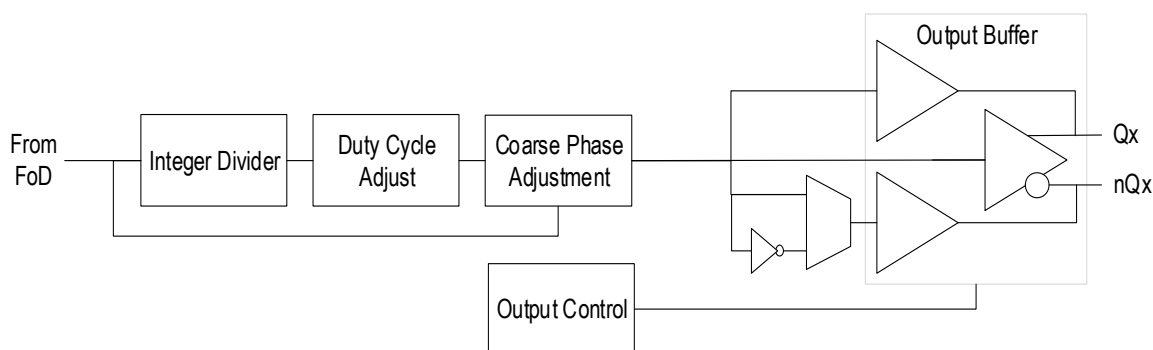 Output Buffer
From
FoD
Integer Divider
Duty Cycle
Adjust
Coarse Phase
Adjustment
Qx
nQx
Output Control